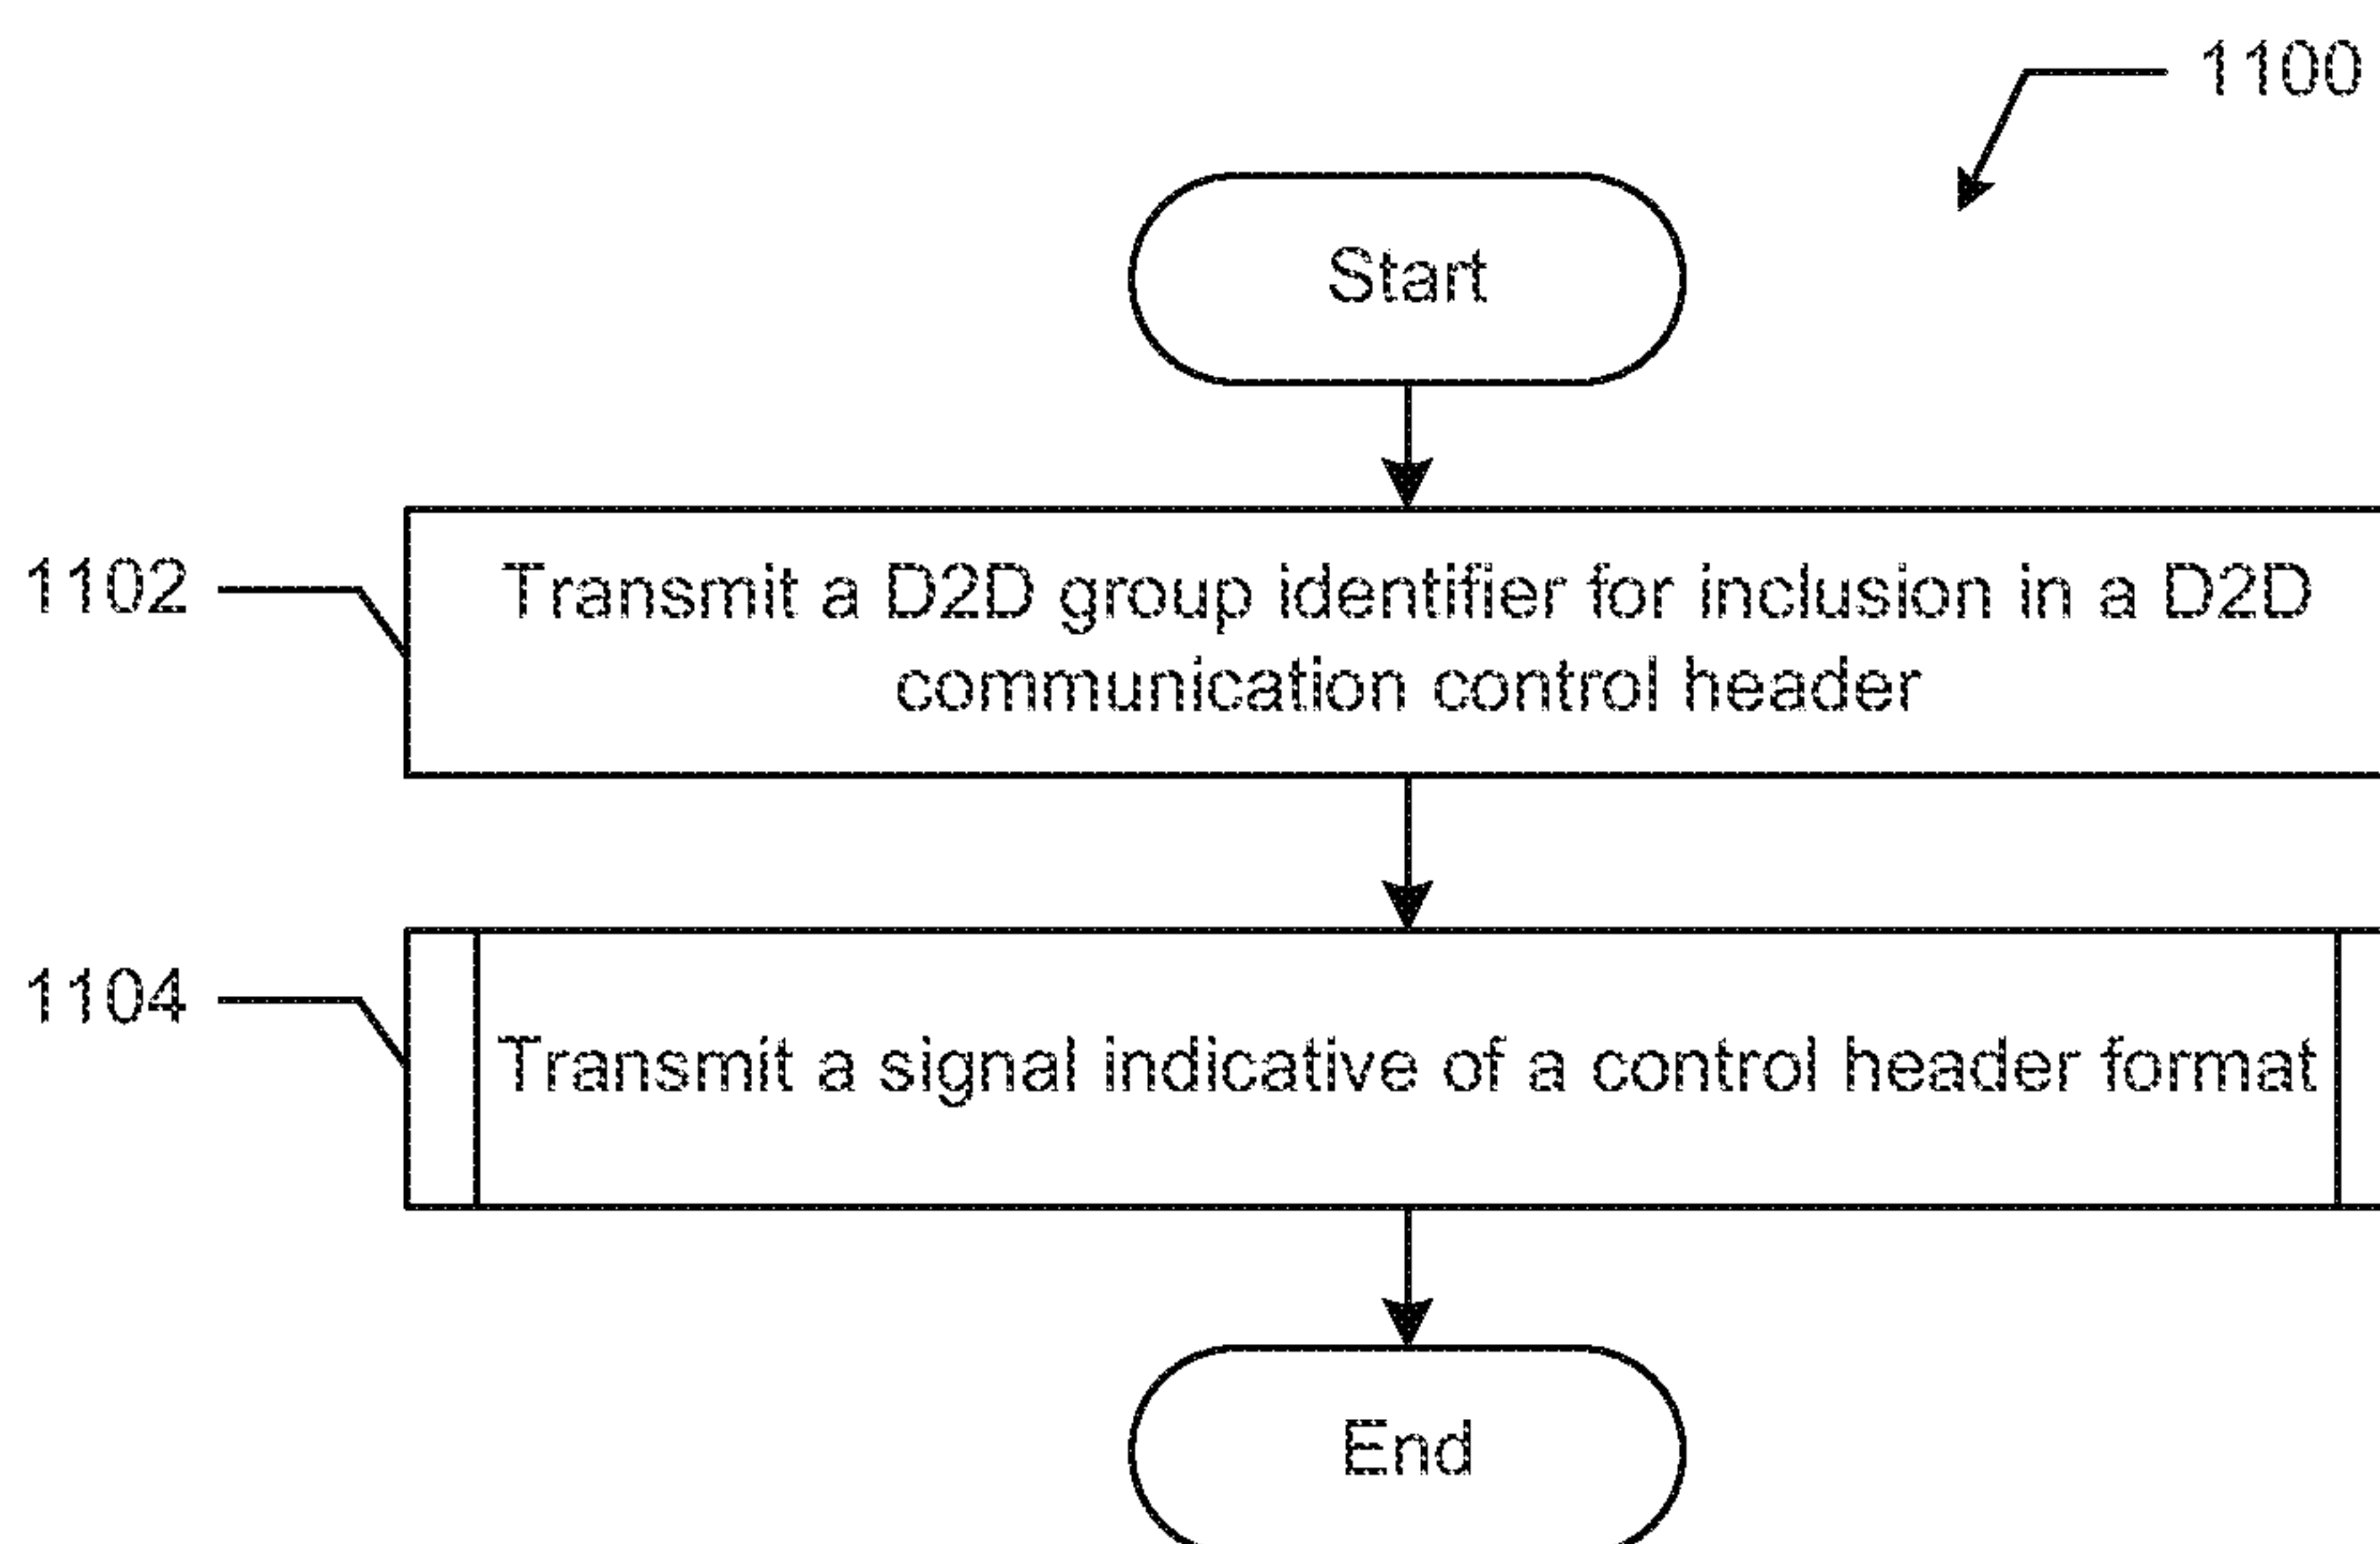 1100
Start
1102
Transmit a D2D group identifier for inclusion in a D2D
communication control header
1104
Transmit a signal indicative of a control header format
End